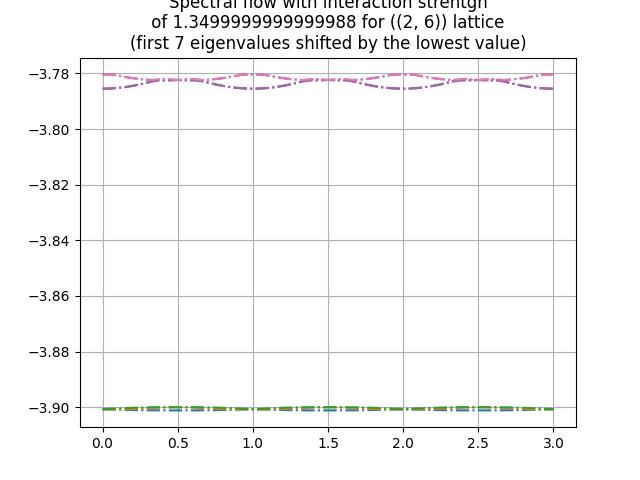 Spectral flow with interaction strentgh
of 1.3499999999999988 for ((2, 6)) lattice
(first 7 eigenvalues shifted by the lowest value)
−3.78
−3.80
−3.82
−3.84
−3.86
−3.88
−3.90
0.0 0.5 1.0 1.5 2.0 2.5 3.0